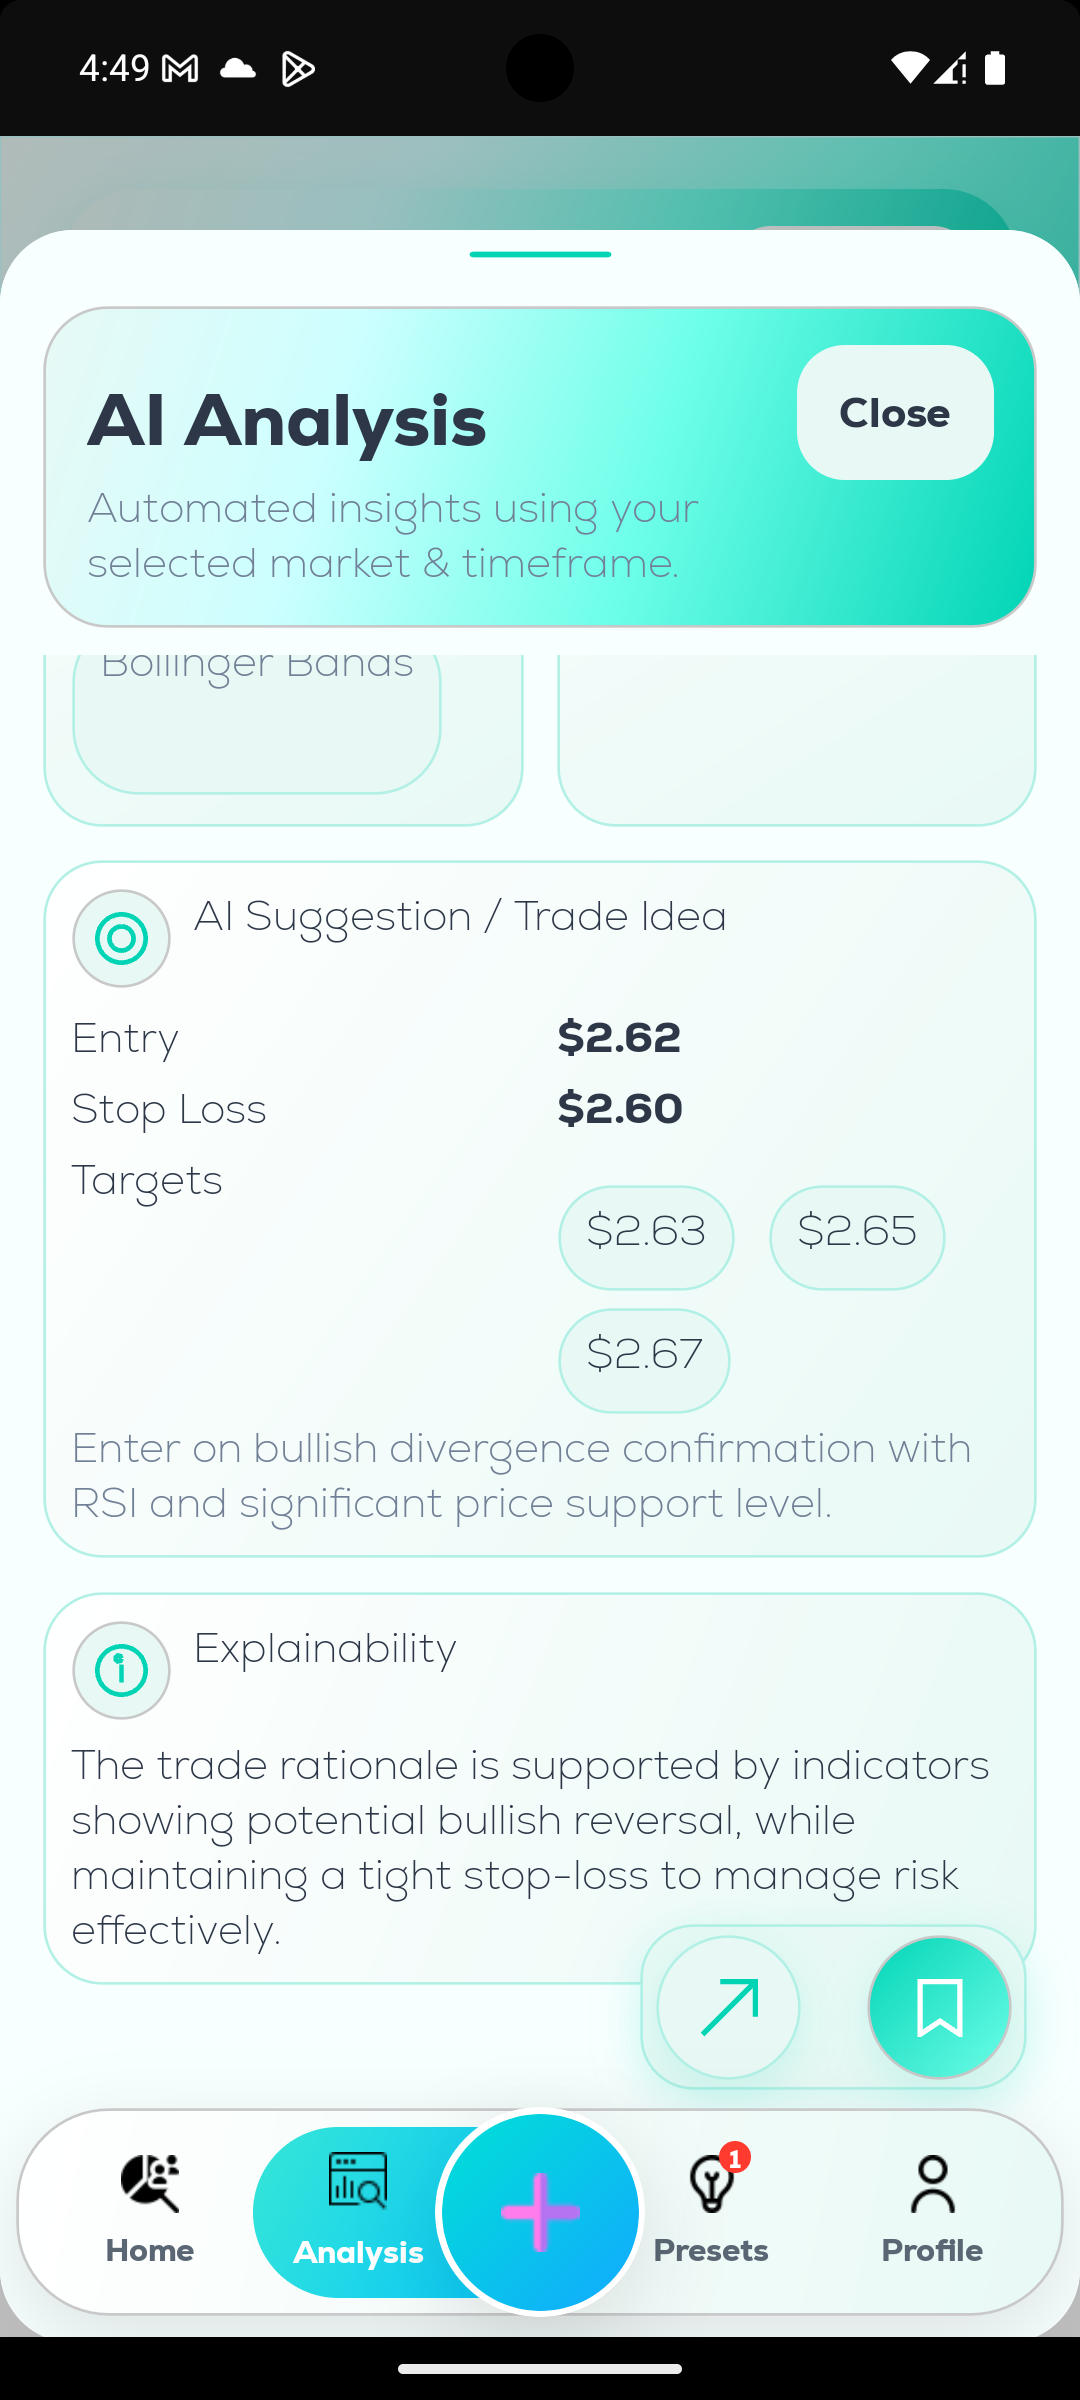 4:49
AI Analysis
Close
Automated insights using your
selected market & timeframe.
Bollinger Bands
AI Suggestion / Trade Idea
Entry
$2.62
Stop Loss
$2.60
Targets
$2.63
$2.65
$2.67
Enter on bullish divergence confirmation with
RSI and significant price support level.
Explainability
The trade rationale is supported by indicators
showing potential bullish reversal, while
maintaining a tight stop-loss to manage risk
effectively.
1
Home
Analysis
Presets
Profile